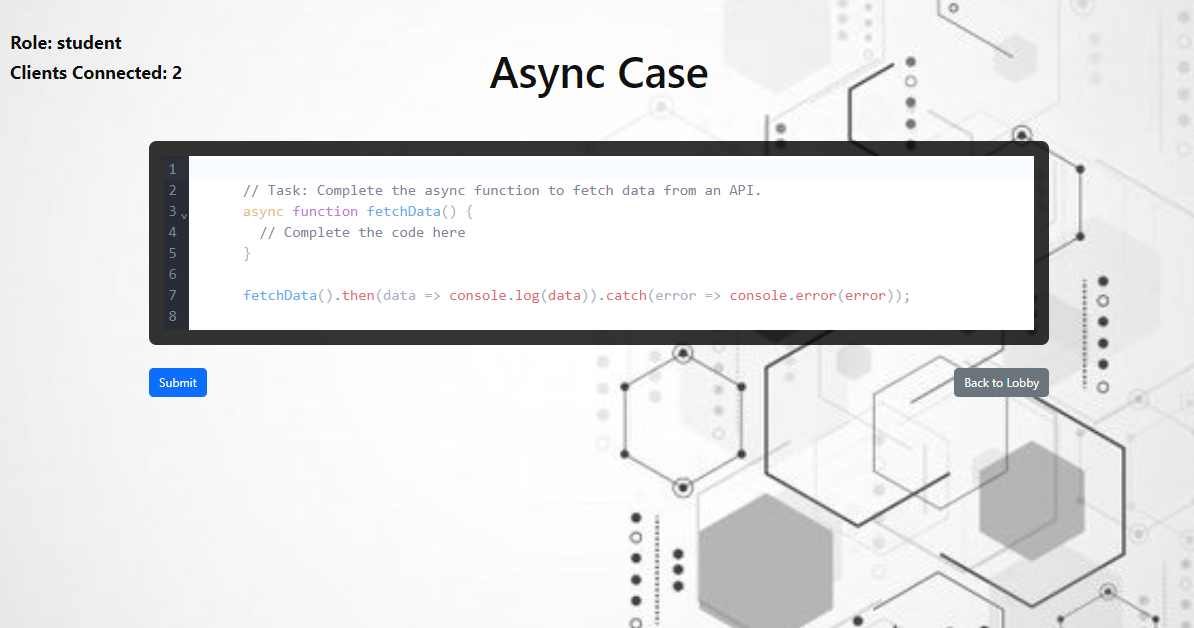 Role: student
Clients Connected: 2
Async Case
1
2 // Task: Complete the async function to fetch data from an API.
3 async function fetchData() {
4 // Complete the code here
5 }
6
7 fetchData().then(data => console.log(data)).catch(error => console.error(error));
8
Submit
Back to Lobby